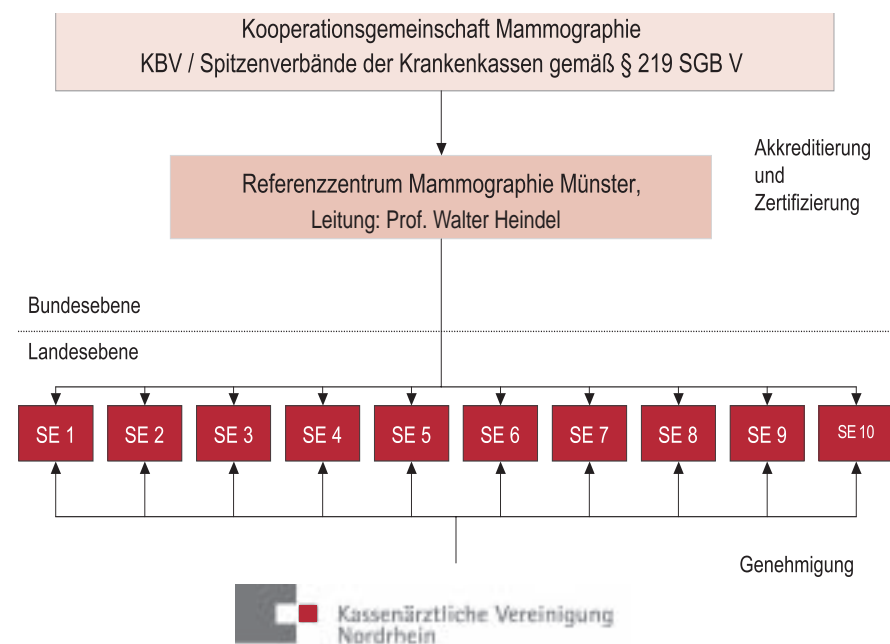 Kooperationsgemeinschaft Mammographie
KBV / Spitzenverbände der Krankenkassen gemäß § 219 SGB V
Akkreditierung
und
Zertifizierung
Referenzzentrum Mammographie Münster,
Leitung: Prof. Walter Heindel
Bundesebene
Landesebene
SE 1 SE 2 SE 3 SE 4 SE 5 SE 6 SE 7 SE 8 SE 9 SE 10
Genehmigung
Kassenärztliche Vereinigung
Nordrhein